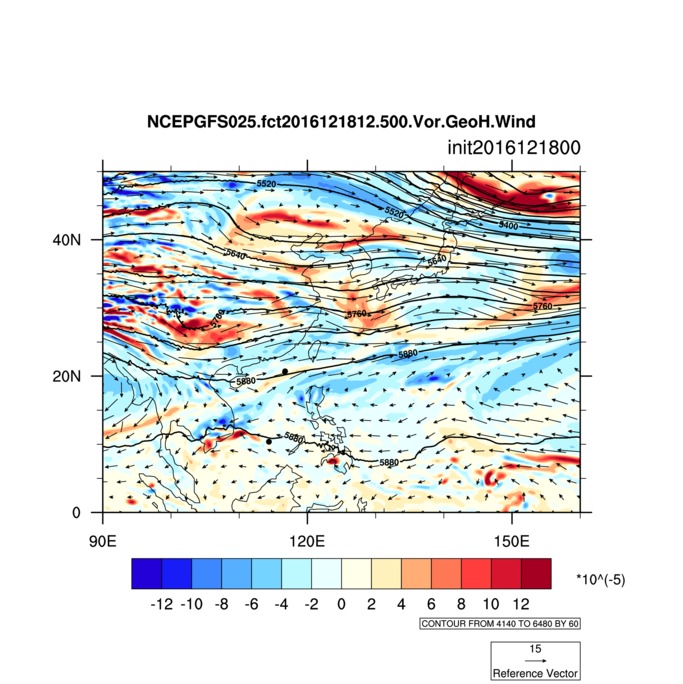 NCEPGFS025.fct2016121812.500.Vor.GeoH.Wind
init2016121800
5520
5520
5400
40N
5640
5640
5760
5760
5760
5880
20N
5880
5880
5880
0
90E 120E 150E
-12 -10 -8 -6 -4 -2 0 2 4 6 8 10 12
*10^(-5)
CONTOUR FROM 4140 TO 6480 BY 60
15
Reference Vector